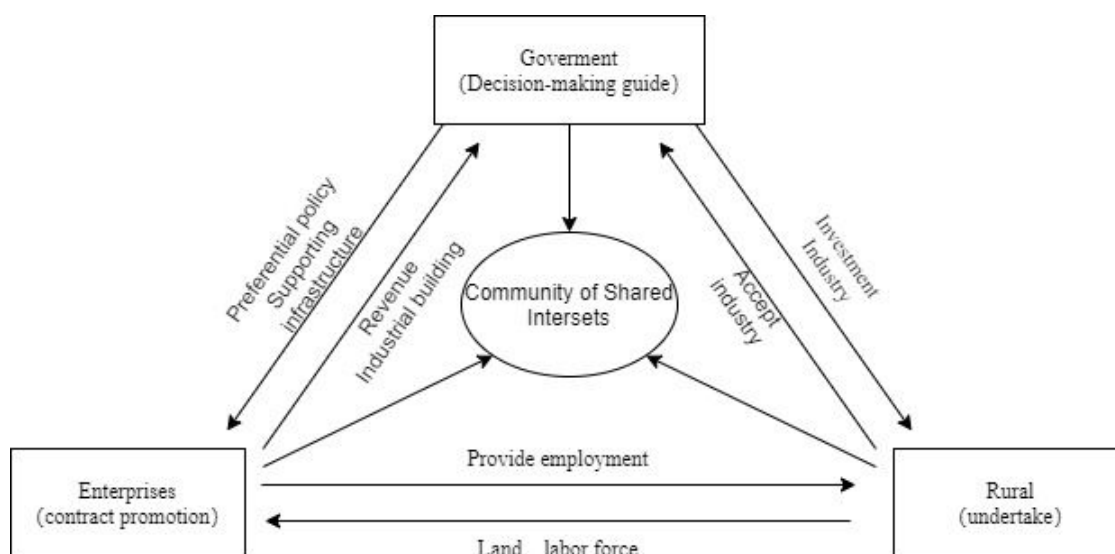 Goverment
(Decision-making guide)
Preferential policy
Supporting
infrastructure
Revenue
Industrial building
Community of Shared
Intersets
Accept
industry
Investment
Industry
Enterprises
(contract promotion)
Provide employment
Rural
(undertake)
Land labor force